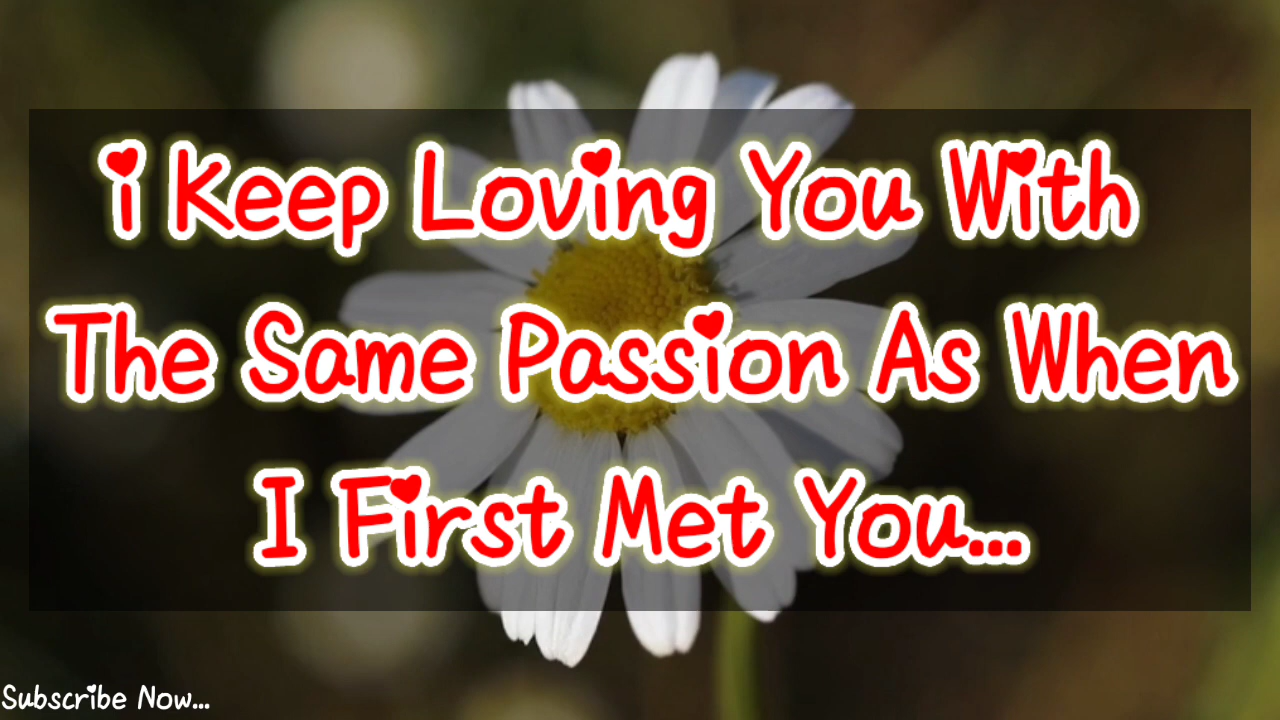 i Keep Loving You With
The Same Passion As When
I First Met You...
Subscribe Now...